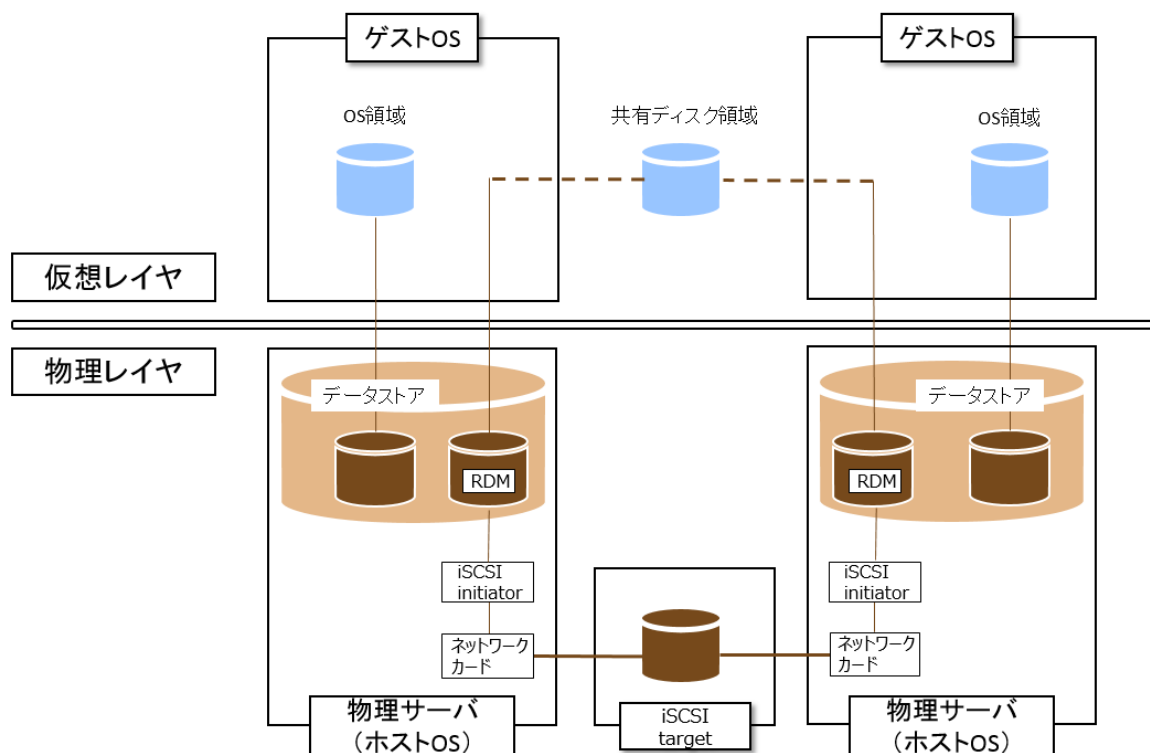 ゲストOS
ゲストOS
OS領域
共有ディスク領域
OS領域
仮想レイヤ
物理レイヤ
データストア
データストア
RDM
RDM
iSCSI
initiator
iSCSI
initiator
ネットワーク
カード
ネットワーク
カード
物理サーバ
（ホストOS）
iSCSI
target
物理サーバ
（ホストOS）